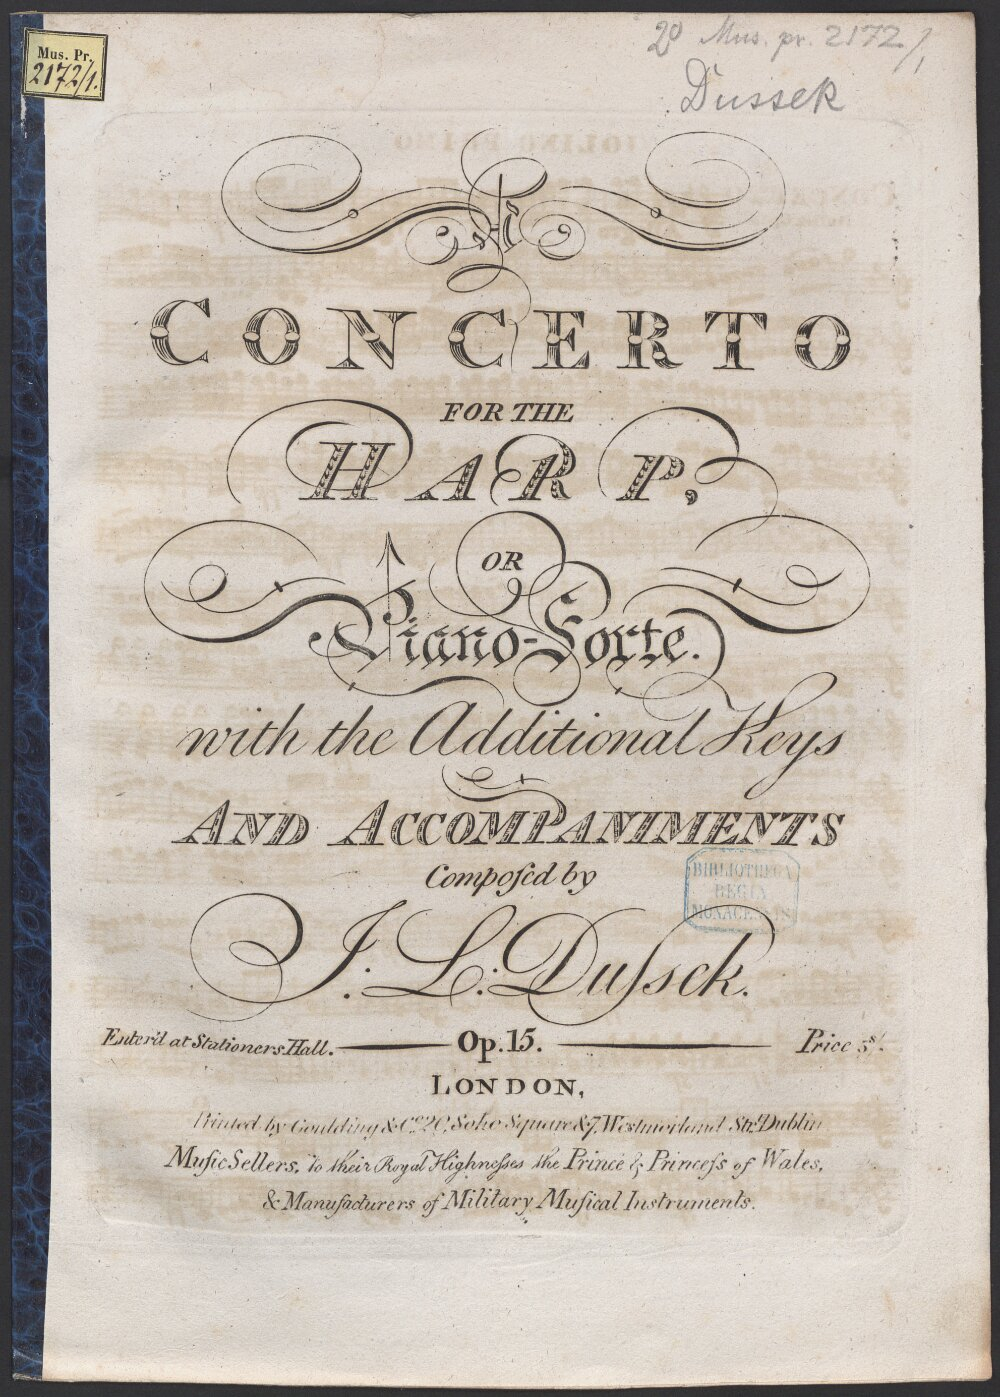 Mus. Pr.
2172/1.
2° Mus. pr. 2172/1
Dussek
A
CONCERTO
FOR THE
HARP,
OR
Piano-Forte.
with the Additional Keys
AND ACCOMPANIMENTS
Compoſed by
J. L. Duſsek.
Enter'd at Stationers Hall. Op. 15. Price 5s/.
LONDON,
Printed by Goulding & Co. 20, Soho Square & 7, Westmorland Strt. Dublin
Muſic Sellers, to their Royal Highneſses the Prince & Princeſs of Wales,
& Manufacturers of Military Muſical Instruments.
BIBLIOTHECA
REGIA
MONACENSIS